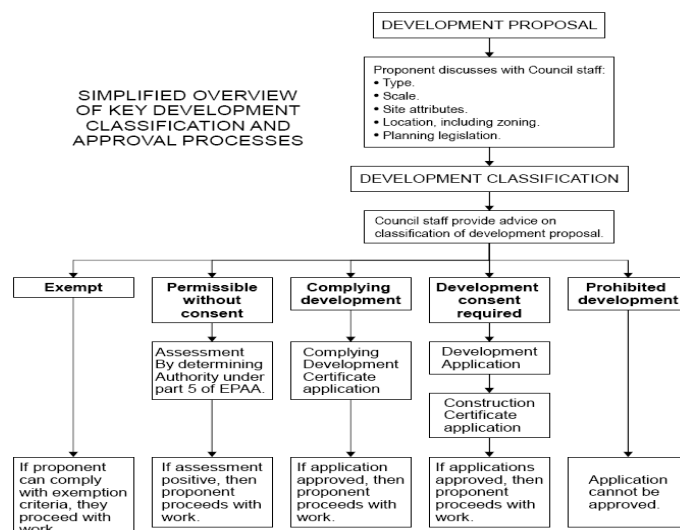 DEVELOPMENT PROPOSAL
SIMPLIFIED OVERVIEW
OF KEY DEVELOPMENT
CLASSIFICATION AND
APPROVAL PROCESSES
Proponent discusses with Council staff:
• Type.
• Scale.
• Site attributes.
• Location, including zoning.
• Planning legislation.
DEVELOPMENT CLASSIFICATION
Council staff provide advice on
classification of development proposal.
Exempt
Permissible
without
consent
Complying
development
Development
consent
required
Prohibited
development
Assessment
By determining
Authority under
part 5 of EPAA.
Complying
Development
Certificate
application
Development
Application
Construction
Certificate
application
If proponent
can comply
with exemption
criteria, they
proceed with
work.
If assessment
positive, then
proponent
proceeds with
work.
If application
approved, then
proponent
proceeds with
work.
If applications
approved, then
proponent
proceeds with
work.
Application
cannot be
approved.